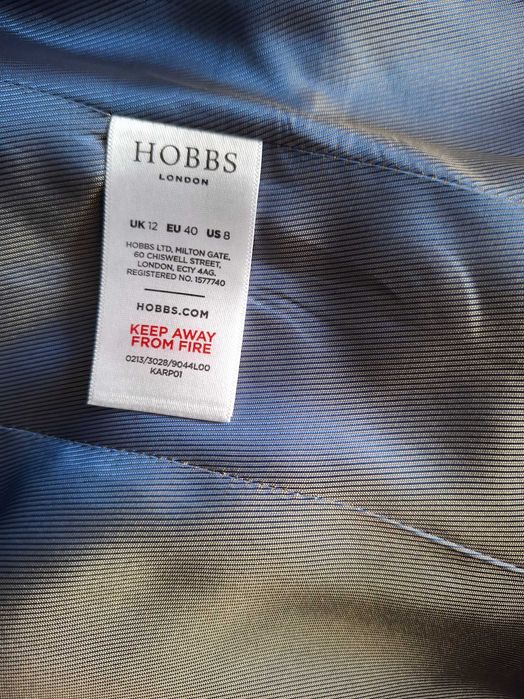 HOBBS
LONDON
UK 12 EU 40 US 8
HOBBS LTD, MILTON GATE,
60 CHISWELL STREET,
LONDON, EC1Y 4AG.
REGISTERED NO. 1577740
HOBBS.COM
KEEP AWAY
FROM FIRE
0213/3028/9044L00
KARP01